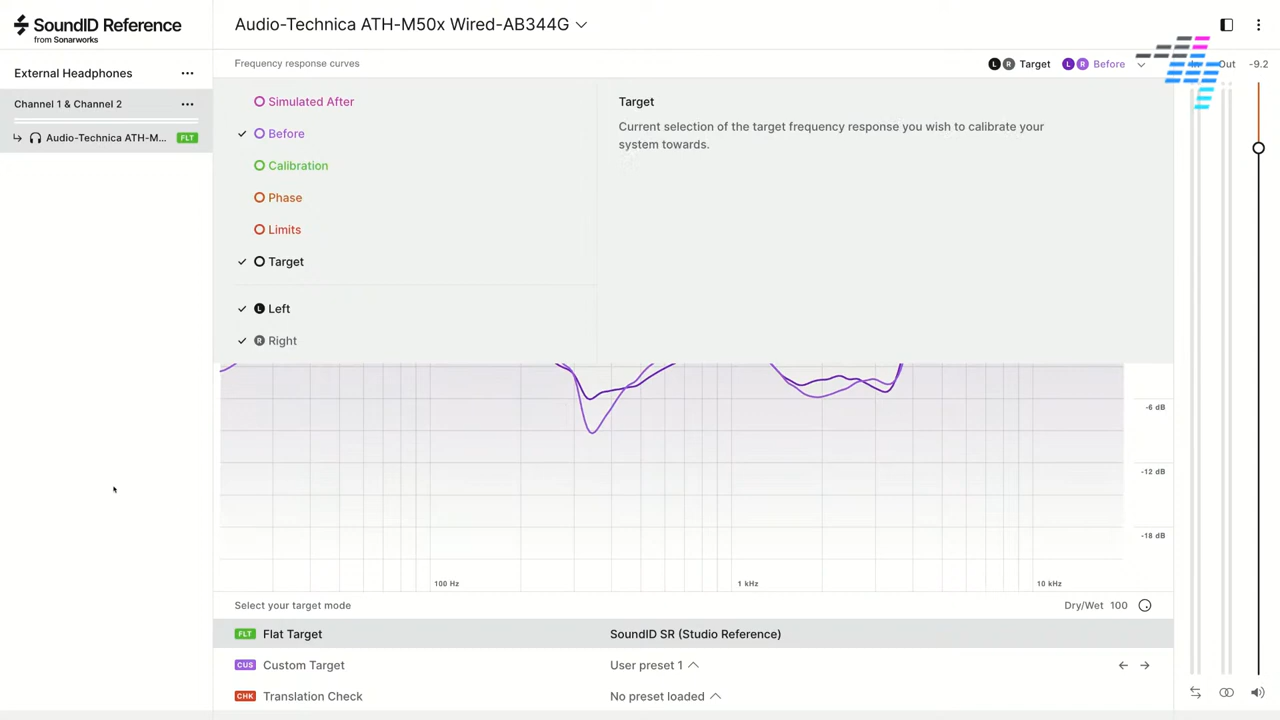 SoundID Reference
from Sonarworks
Audio-Technica ATH-M50x Wired-AB344G
External Headphones
Frequency response curves
L R Target
L R Before
In
Out
-9.2
Channel 1 & Channel 2
Audio-Technica ATH-M...
FLT
Simulated After
Before
Calibration
Phase
Limits
Target
L Left
R Right
Target
Current selection of the target frequency response you wish to calibrate your
system towards.
-6 dB
-12 dB
-18 dB
100 Hz
1 kHz
10 kHz
Select your target mode
Dry/Wet 100
FLT Flat Target
SoundID SR (Studio Reference)
CUS Custom Target
User preset 1
CHK Translation Check
No preset loaded